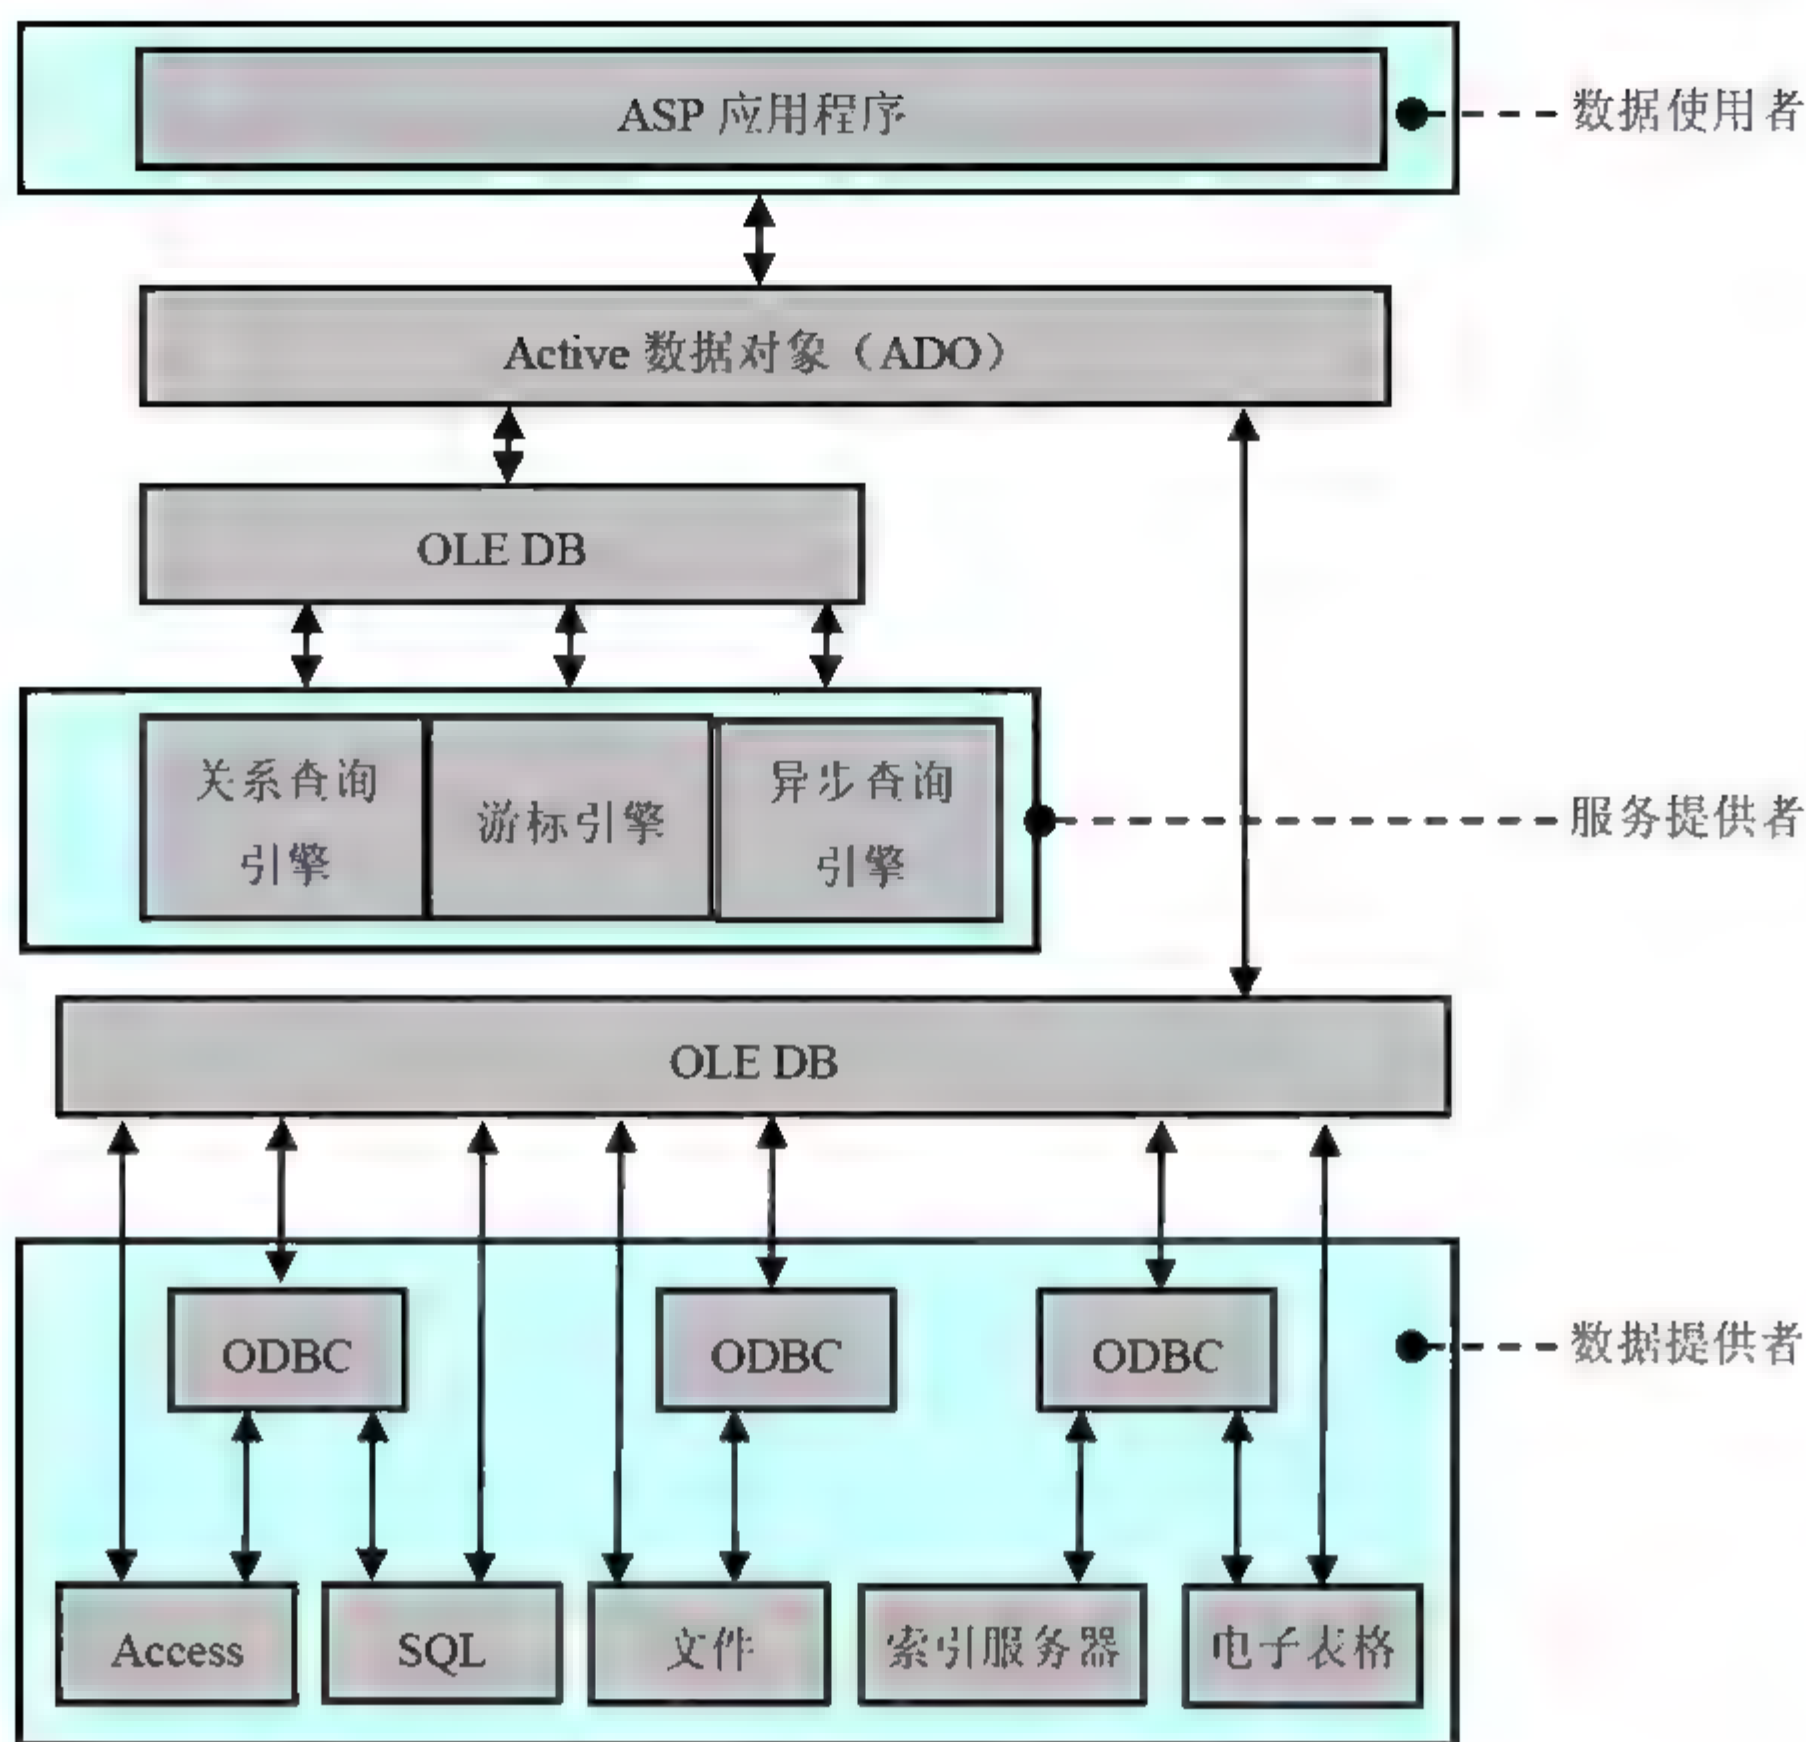 ASP 应用程序
数据使用者
Active 数据对象（ADO）
OLE DB
关系查询
引擎
游标引擎
异步查询
引擎
服务提供者
OLE DB
ODBC
ODBC
ODBC
数据提供者
Access
SQL
文件
索引服务器
电子表格